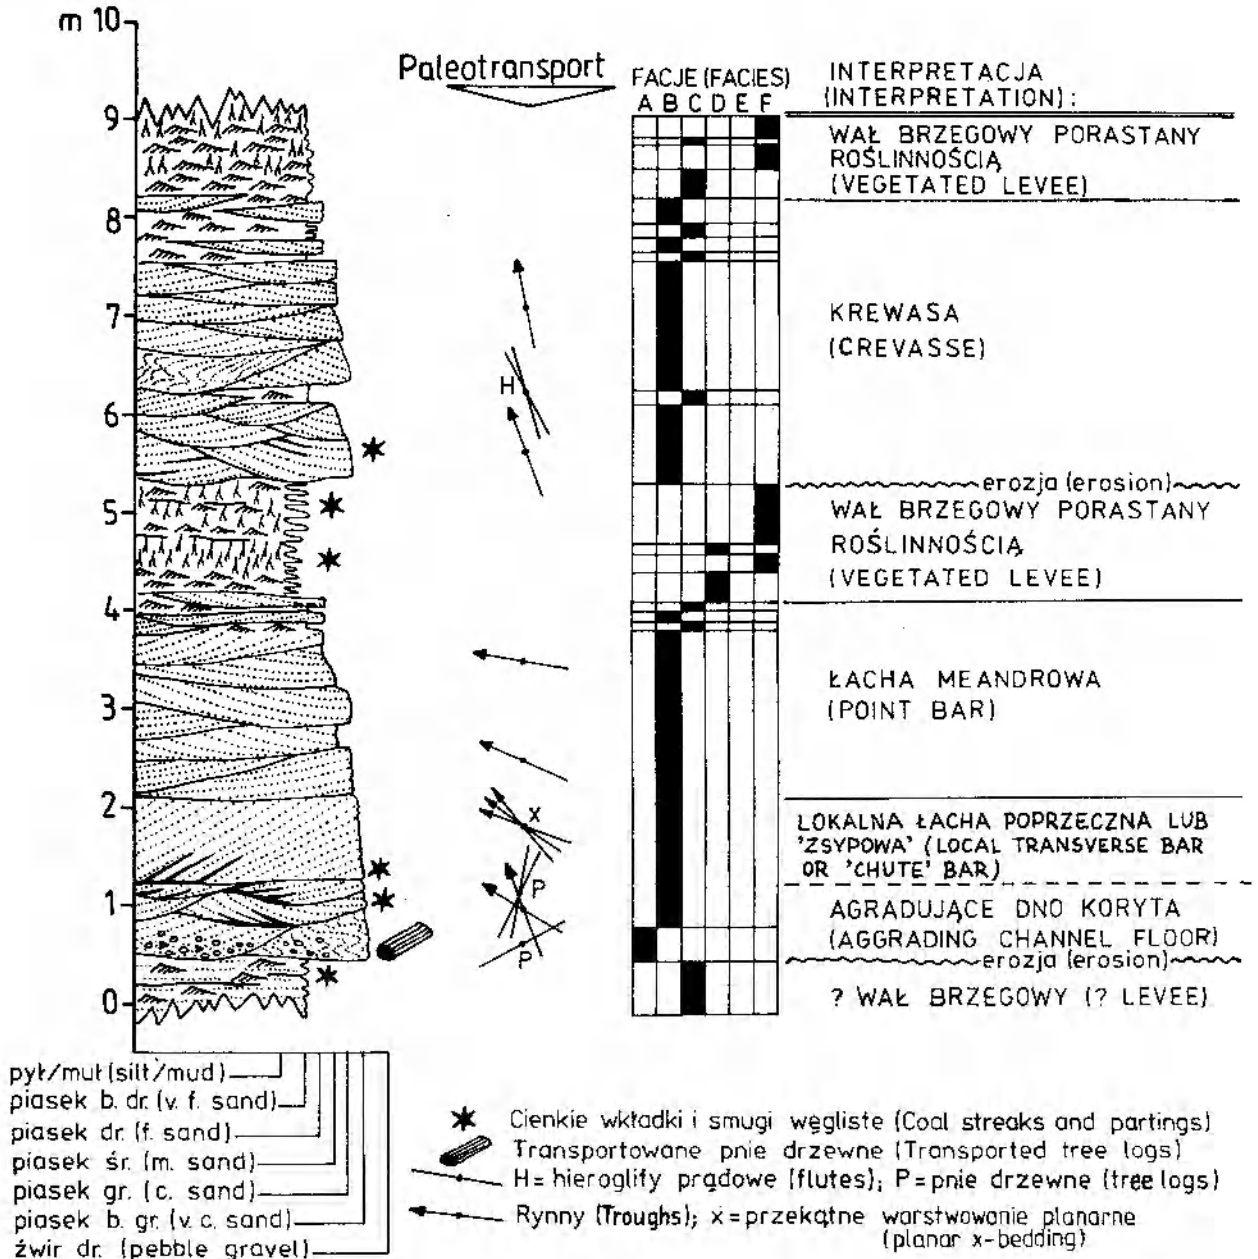 m 10
9
8
7
6
5
4
3
2
1
0
Paleotransport
H
x
P
P
FACJE (FACIES)
A B C D E F
INTERPRETACJA
(INTERPRETATION) :
WAŁ BRZEGOWY PORASTANY
ROŚLINNOŚCIĄ
(VEGETATED LEVEE)
KREWASA
(CREVASSE)
erozja (erosion)
WAŁ BRZEGOWY PORASTANY
ROŚLINNOŚCIĄ
(VEGETATED LEVEE)
ŁACHA MEANDROWA
(POINT BAR)
LOKALNA ŁACHA POPRZECZNA LUB
'ZSYPOWA' (LOCAL TRANSVERSE BAR
OR 'CHUTE' BAR)
AGRADUJĄCE DNO KORYTA
(AGGRADING CHANNEL FLOOR)
erozja (erosion)
? WAŁ BRZEGOWY (? LEVEE)
pył/muł (silt/mud)
piasek b. dr. (v. f. sand)
piasek dr. (f. sand)
piasek śr. (m. sand)
piasek gr. (c. sand)
piasek b. gr. (v. c. sand)
żwir dr. (pebble gravel)
Cienkie wkładki i smugi węgliste (Coal streaks and partings)
Transportowane pnie drzewne (Transported tree logs)
H = hieroglify prądowe (flutes); P = pnie drzewne (tree logs)
Rynny (Troughs); x = przekątne warstwowanie planarne
(planar x-bedding)